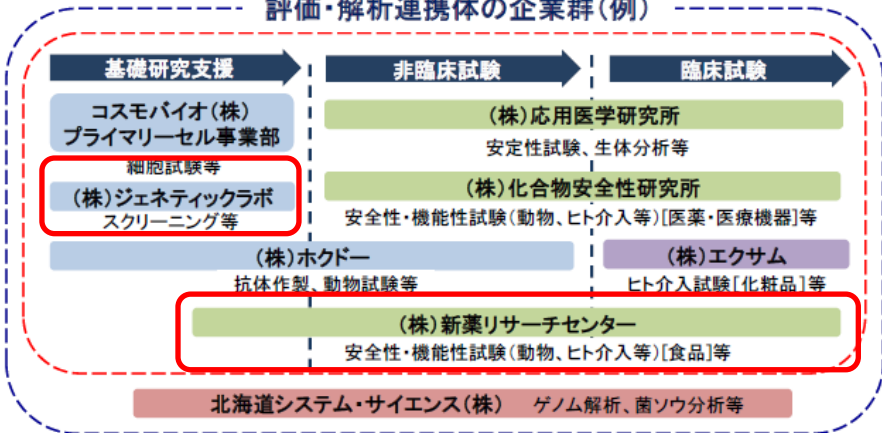 評価・解析連携体の企業群(例)
基礎研究支援
非臨床試験
臨床試験
コスモバイオ(株)
プライマリーセル事業部
細胞試験等
(株)ジェネティックラボ
スクリーニング等
(株)応用医学研究所
安定性試験、生体分析等
(株)化合物安全性研究所
安全性・機能性試験(動物、ヒト介入等)[医薬・医療機器]等
(株)ホクドー
抗体作製、動物試験等
(株)エクサム
ヒト介入試験[化粧品]等
(株)新薬リサーチセンター
安全性・機能性試験(動物、ヒト介入等)[食品]等
北海道システム・サイエンス(株) ゲノム解析、菌ソウ分析等